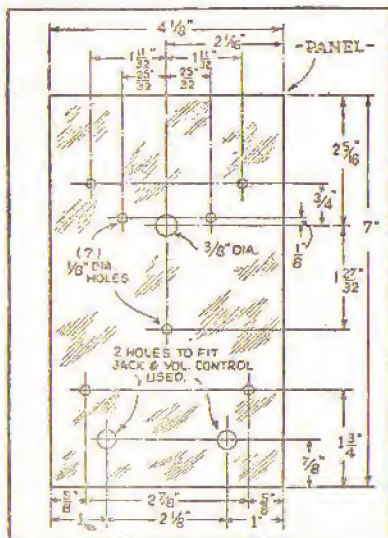 4 1/8"
2 1/16"
-PANEL-
1 11/32"
1 11/32"
25/32"
25/32"
2 5/16"
3/4"
7"
3/8" DIA.
1/8"
(7)
1/8" DIA.
HOLES
1 27/32"
2 HOLES TO FIT
JACK & VOL. CONTROL
USED.
1 3/4"
7/8"
5/8"
2 7/8"
5/8"
1"
2 1/8"
1"